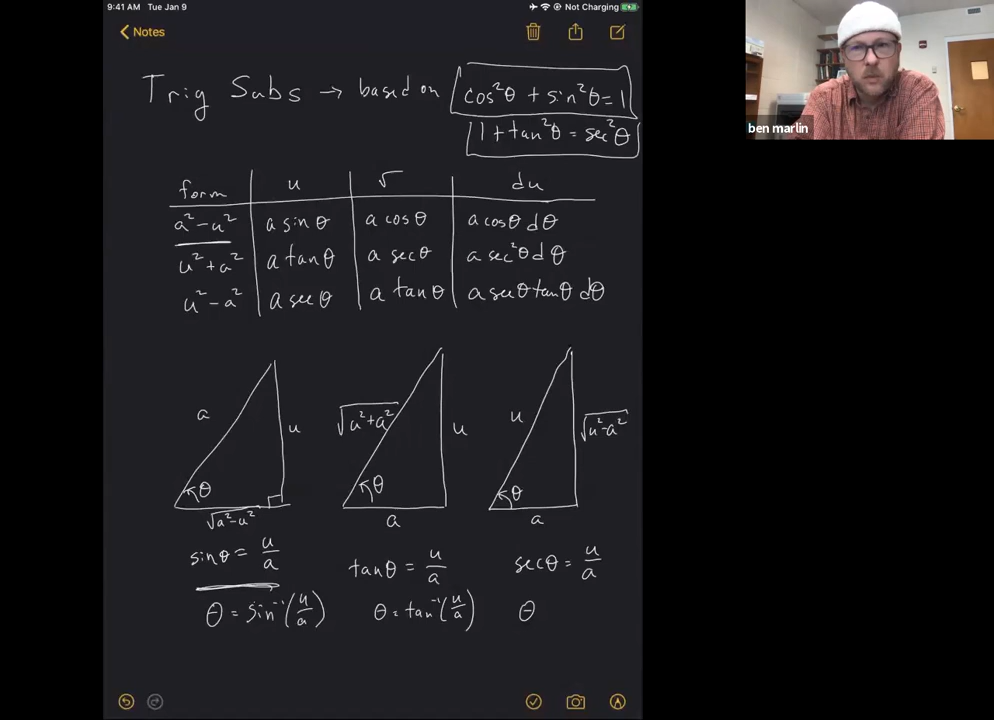 9:41 AM Tue Jan 9
Not Charging
Notes
Trig Subs → based on cos²θ + sin²θ = 1
1 + tan²θ = sec²θ
form u √ du
a² - u² a sin θ a cos θ a cos θ dθ
u² + a² a tan θ a sec θ a sec²θ dθ
u² - a² a sec θ a tan θ a sec θ tan θ dθ
a u θ √a²-u²
√u²+a² u θ a
u √u²-a² θ a
sin θ = u/a tan θ = u/a sec θ = u/a
θ = sin⁻¹(u/a) θ = tan⁻¹(u/a) θ
ben marlin